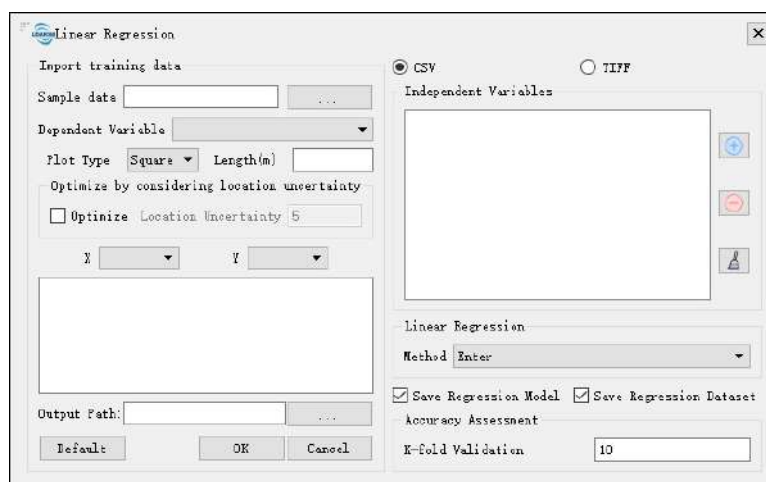 Linear Regression
Import training data
Sample data
...
Dependent Variable
Plot Type Square Length(m)
Optimize by considering location uncertainty
Optimize Location Uncertainty 5
X Y
Output Path:
...
Default OK Cancel
CSV TIFF
Independent Variables
Linear Regression
Method Enter
Save Regression Model Save Regression Dataset
Accuracy Assessment
K-fold Validation 10